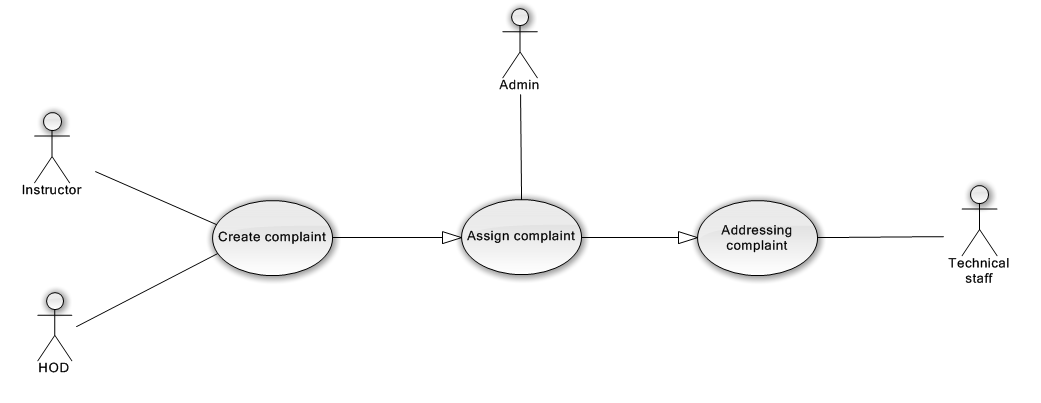 Admin
Instructor
Create complaint
Assign complaint
Addressing
complaint
Technical
staff
HOD